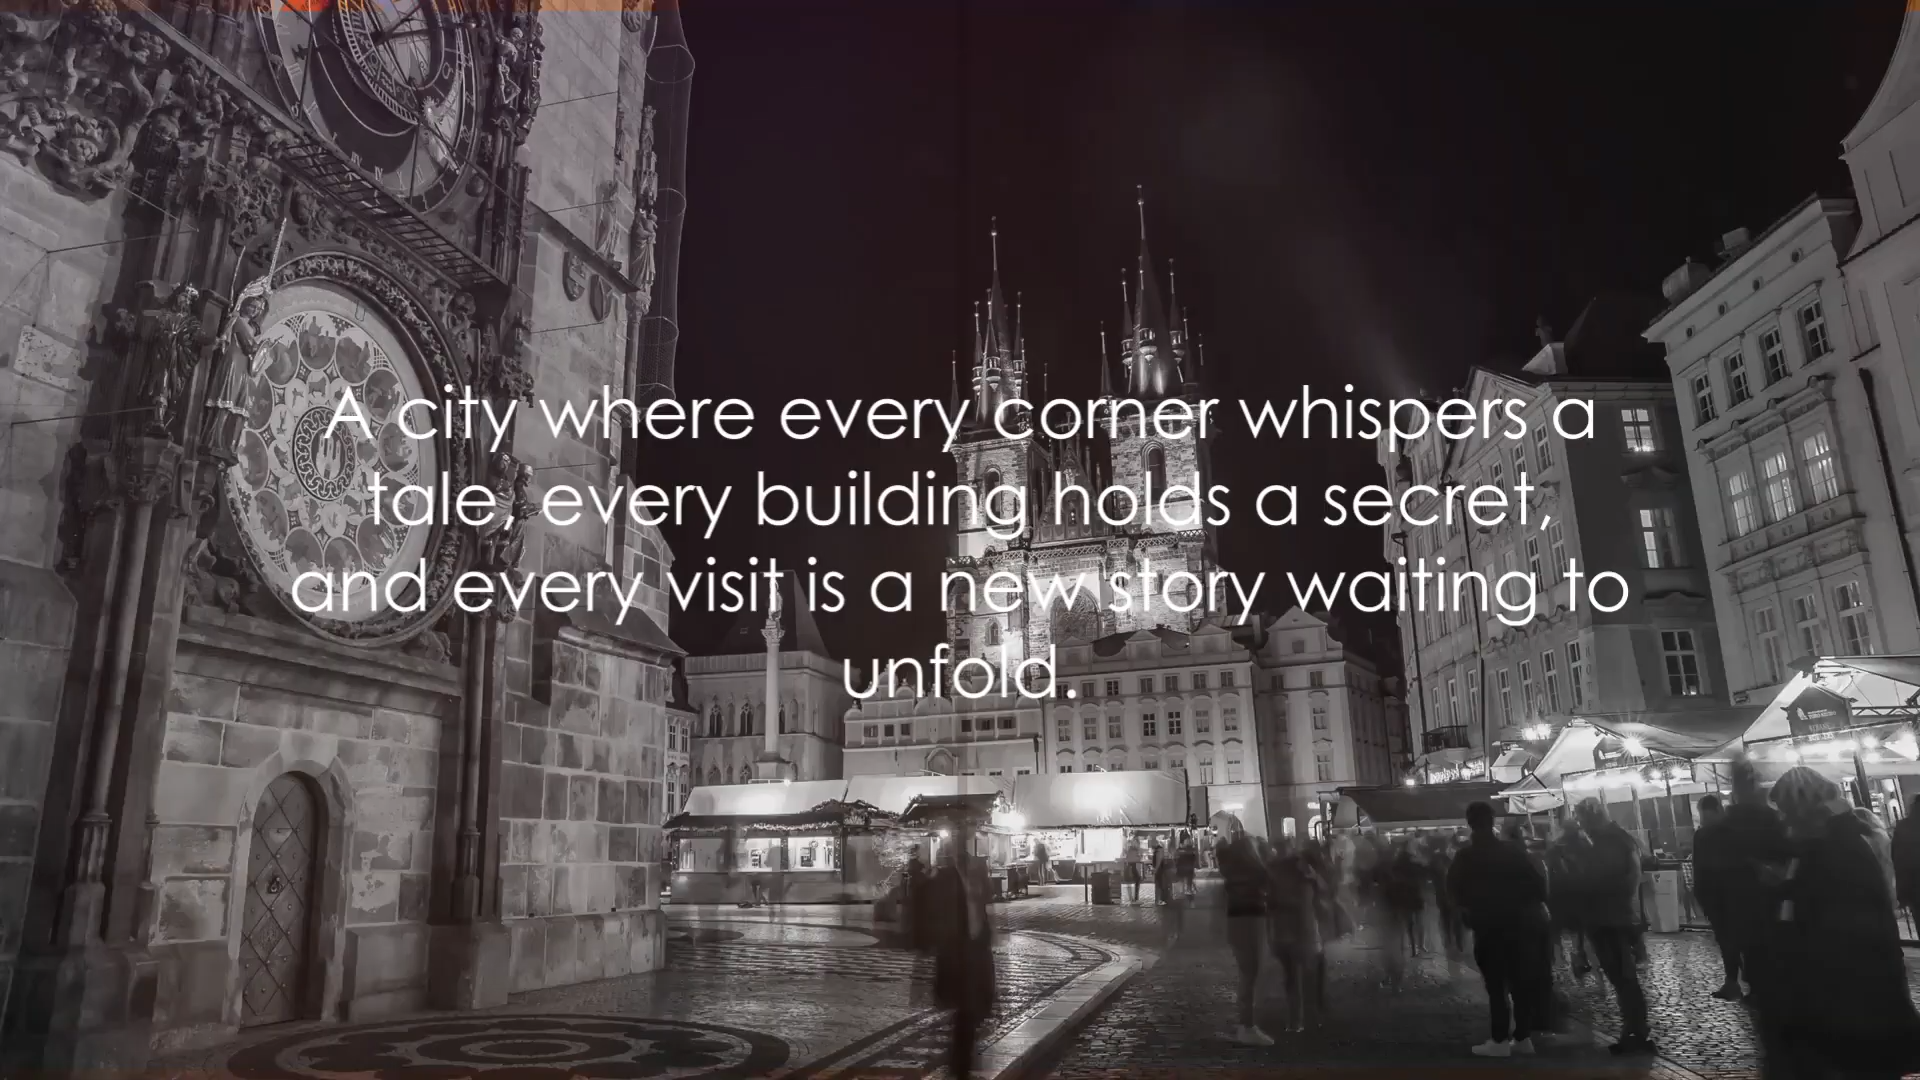 A city where every corner whispers a
tale, every building holds a secret,
and every visit is a new story waiting to
unfold.